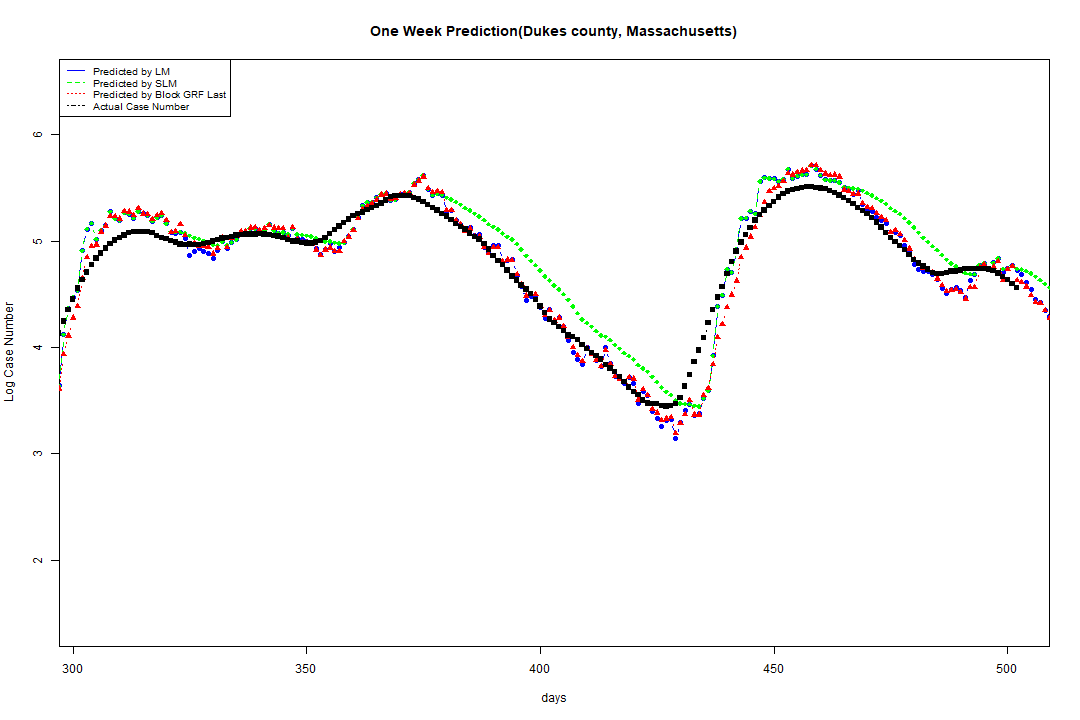 One Week Prediction(Dukes county, Massachusetts)
Predicted by LM
Predicted by SLM
Predicted by Block GRF Last
Actual Case Number
6
5
4
3
2
Log Case Number
300
350
400
450
500
days